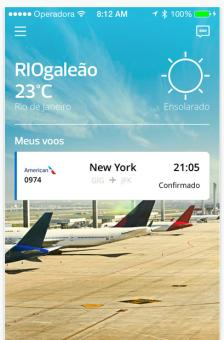 Operadora 8:12 AM 100%
RIOgaleão
23°C
Rio de Janeiro Ensolarado
Meus voos
American New York 21:05
0974 GIG JFK Confirmado